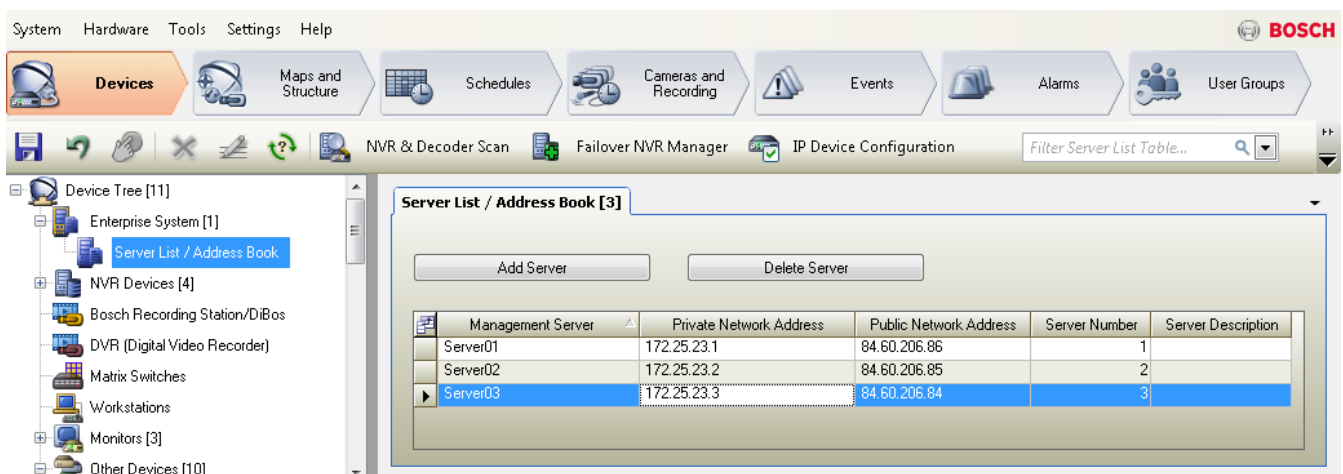 System Hardware Tools Settings Help
BOSCH
Devices
Maps and
Structure
Schedules
Cameras and
Recording
Events
Alarms
User Groups
NVR & Decoder Scan
Failover NVR Manager
IP Device Configuration
Filter Server List Table...
Device Tree [11]
Enterprise System [1]
Server List / Address Book
NVR Devices [4]
Bosch Recording Station/DiBos
DVR (Digital Video Recorder)
Matrix Switches
Workstations
Monitors [3]
Other Devices [10]
Server List / Address Book [3]
Add Server Delete Server
Management Server Private Network Address Public Network Address Server Number Server Description
Server01 172.25.23.1 84.60.206.86 1
Server02 172.25.23.2 84.60.206.85 2
Server03 172.25.23.3 84.60.206.84 3